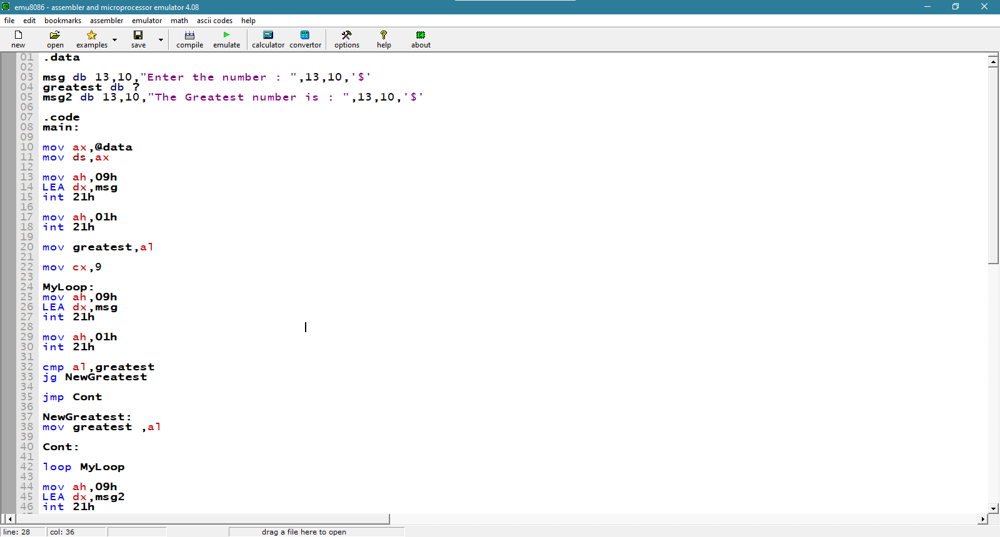 emu8086 - assembler and microprocessor emulator 4.08
file edit bookmarks assembler emulator math ascii codes help
new open examples save compile emulate calculator convertor options help about
01 .data
02
03 msg db 13,10,"Enter the number : ",13,10,'$'
04 greatest db ?
05 msg2 db 13,10,"The Greatest number is : ",13,10,'$'
06
07 .code
08 main:
09
10 mov ax,@data
11 mov ds,ax
12
13 mov ah,09h
14 LEA dx,msg
15 int 21h
16
17 mov ah,01h
18 int 21h
19
20 mov greatest,al
21
22 mov cx,9
23
24 MyLoop:
25 mov ah,09h
26 LEA dx,msg
27 int 21h
28
29 mov ah,01h
30 int 21h
31
32 cmp al,greatest
33 jg NewGreatest
34
35 jmp Cont
36
37 NewGreatest:
38 mov greatest ,al
39
40 Cont:
41
42 loop MyLoop
43
44 mov ah,09h
45 LEA dx,msg2
46 int 21h
line: 28 col: 36 drag a file here to open